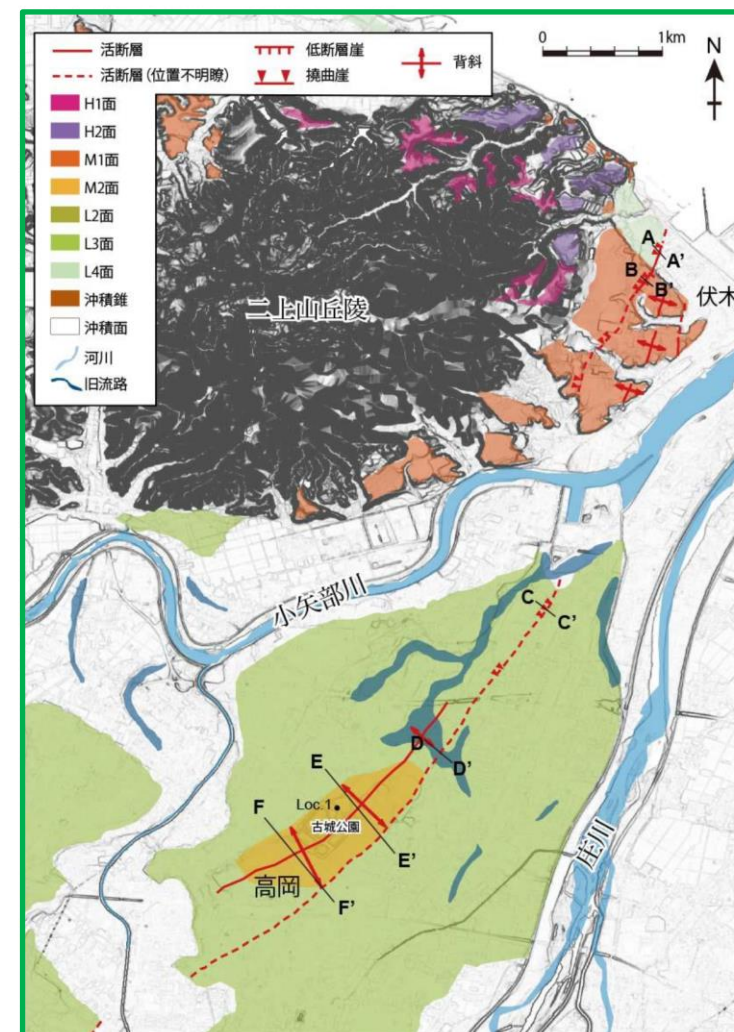 活断層
活断層(位置不明瞭)
低断層崖
撓曲崖
背斜
H1面
H2面
M1面
M2面
L2面
L3面
L4面
沖積錐
沖積面
河川
旧流路
0 1km
N
二上山丘陵
A
A'
B
B'
伏木
小矢部川
C
C'
D
D'
E
Loc.1
F
古城公園
E'
高岡
F'
庄川